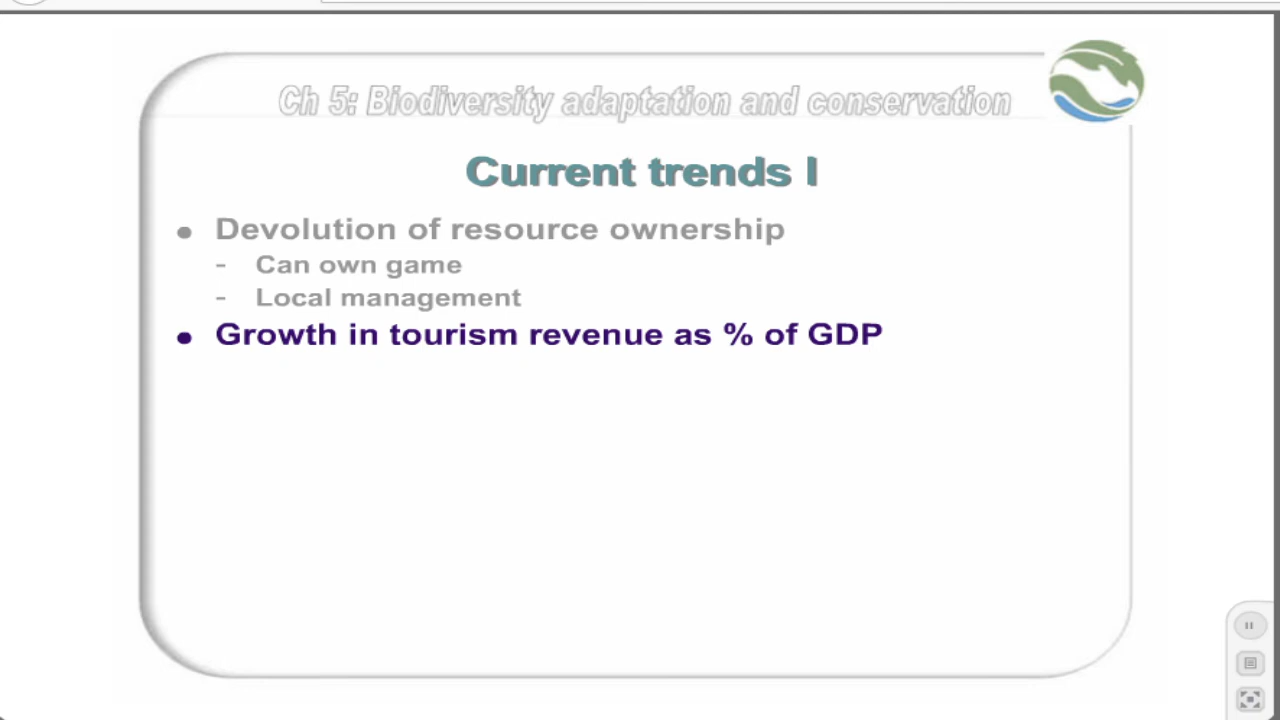 Ch 5: Biodiversity adaptation and conservation
Current trends I
• Devolution of resource ownership
- Can own game
- Local management
• Growth in tourism revenue as % of GDP